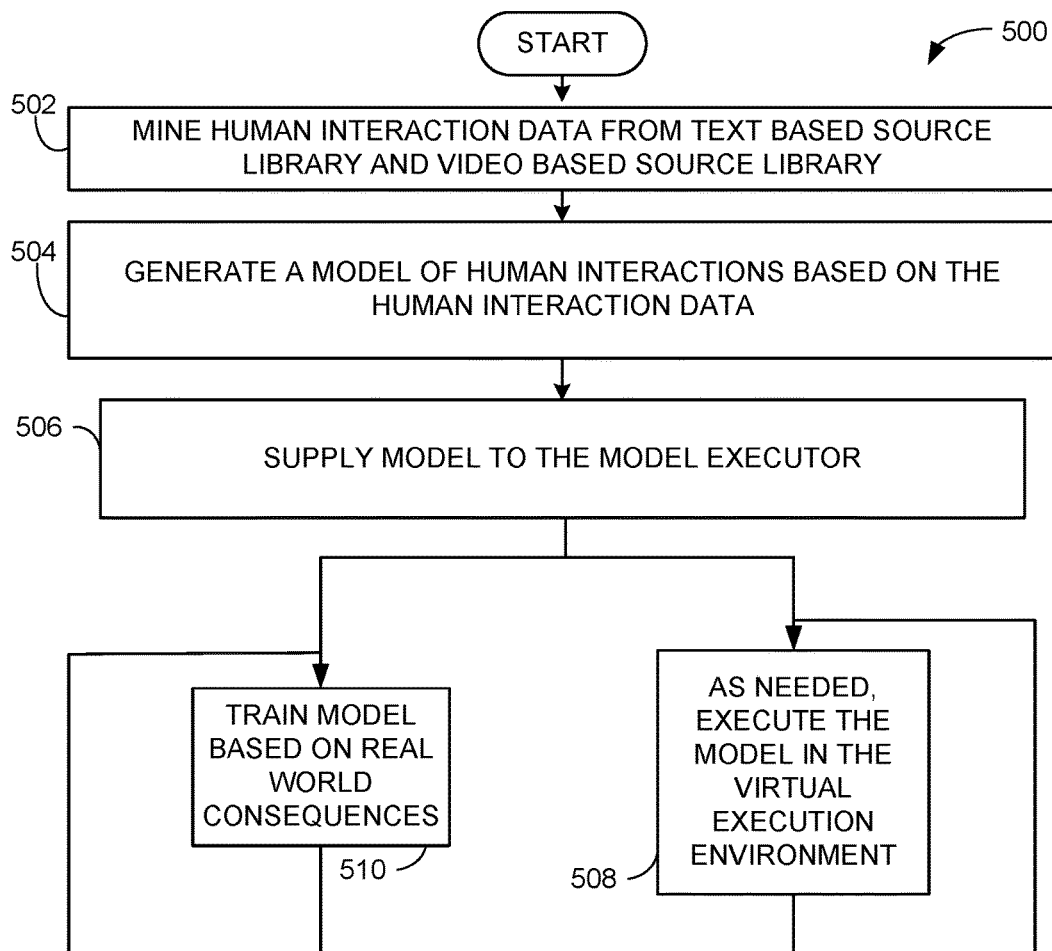 START
500
502
MINE HUMAN INTERACTION DATA FROM TEXT BASED SOURCE
LIBRARY AND VIDEO BASED SOURCE LIBRARY
504
GENERATE A MODEL OF HUMAN INTERACTIONS BASED ON THE
HUMAN INTERACTION DATA
506
SUPPLY MODEL TO THE MODEL EXECUTOR
TRAIN MODEL
BASED ON REAL
WORLD
CONSEQUENCES
510
AS NEEDED,
EXECUTE THE
MODEL IN THE
VIRTUAL
EXECUTION
ENVIRONMENT
508